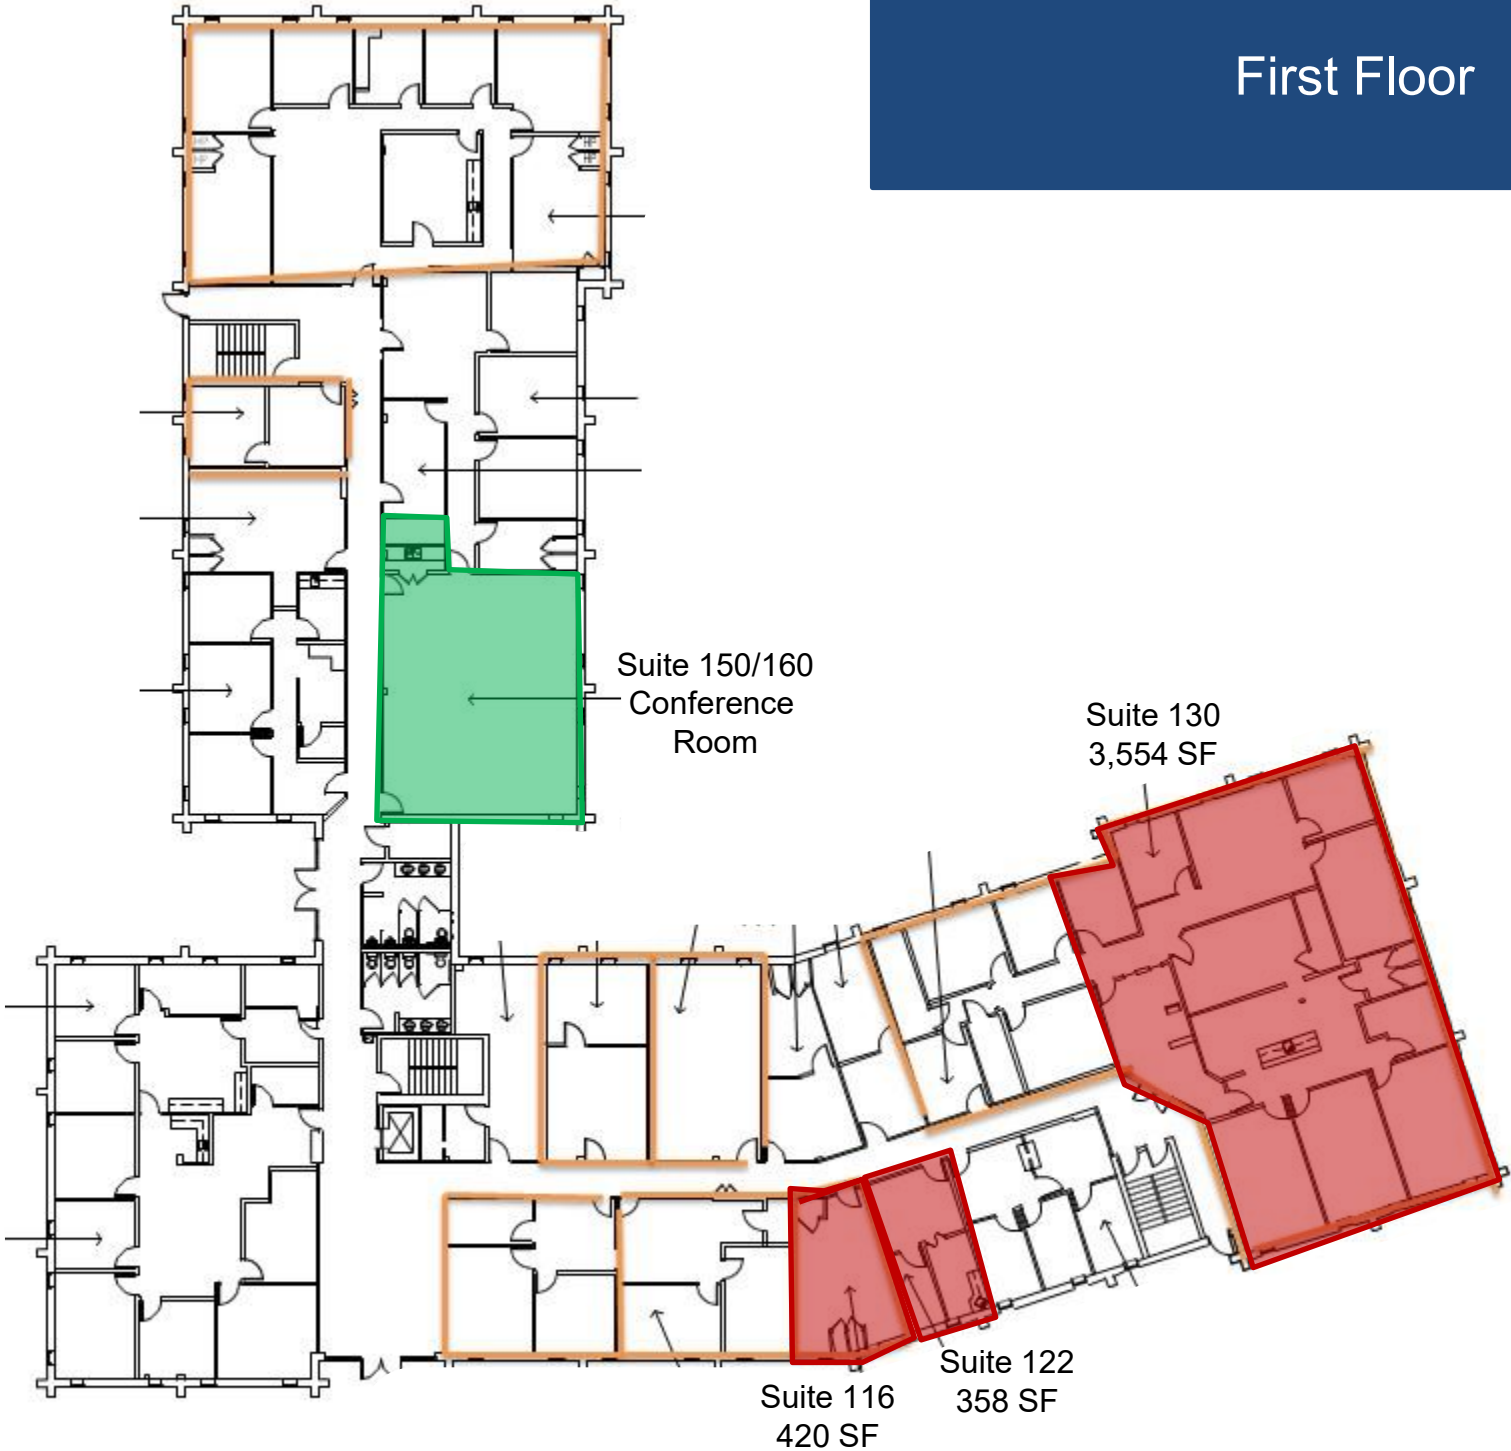 First Floor
Suite 150/160
Conference
Room
Suite 130
3,554 SF
Suite 122
358 SF
Suite 116
420 SF